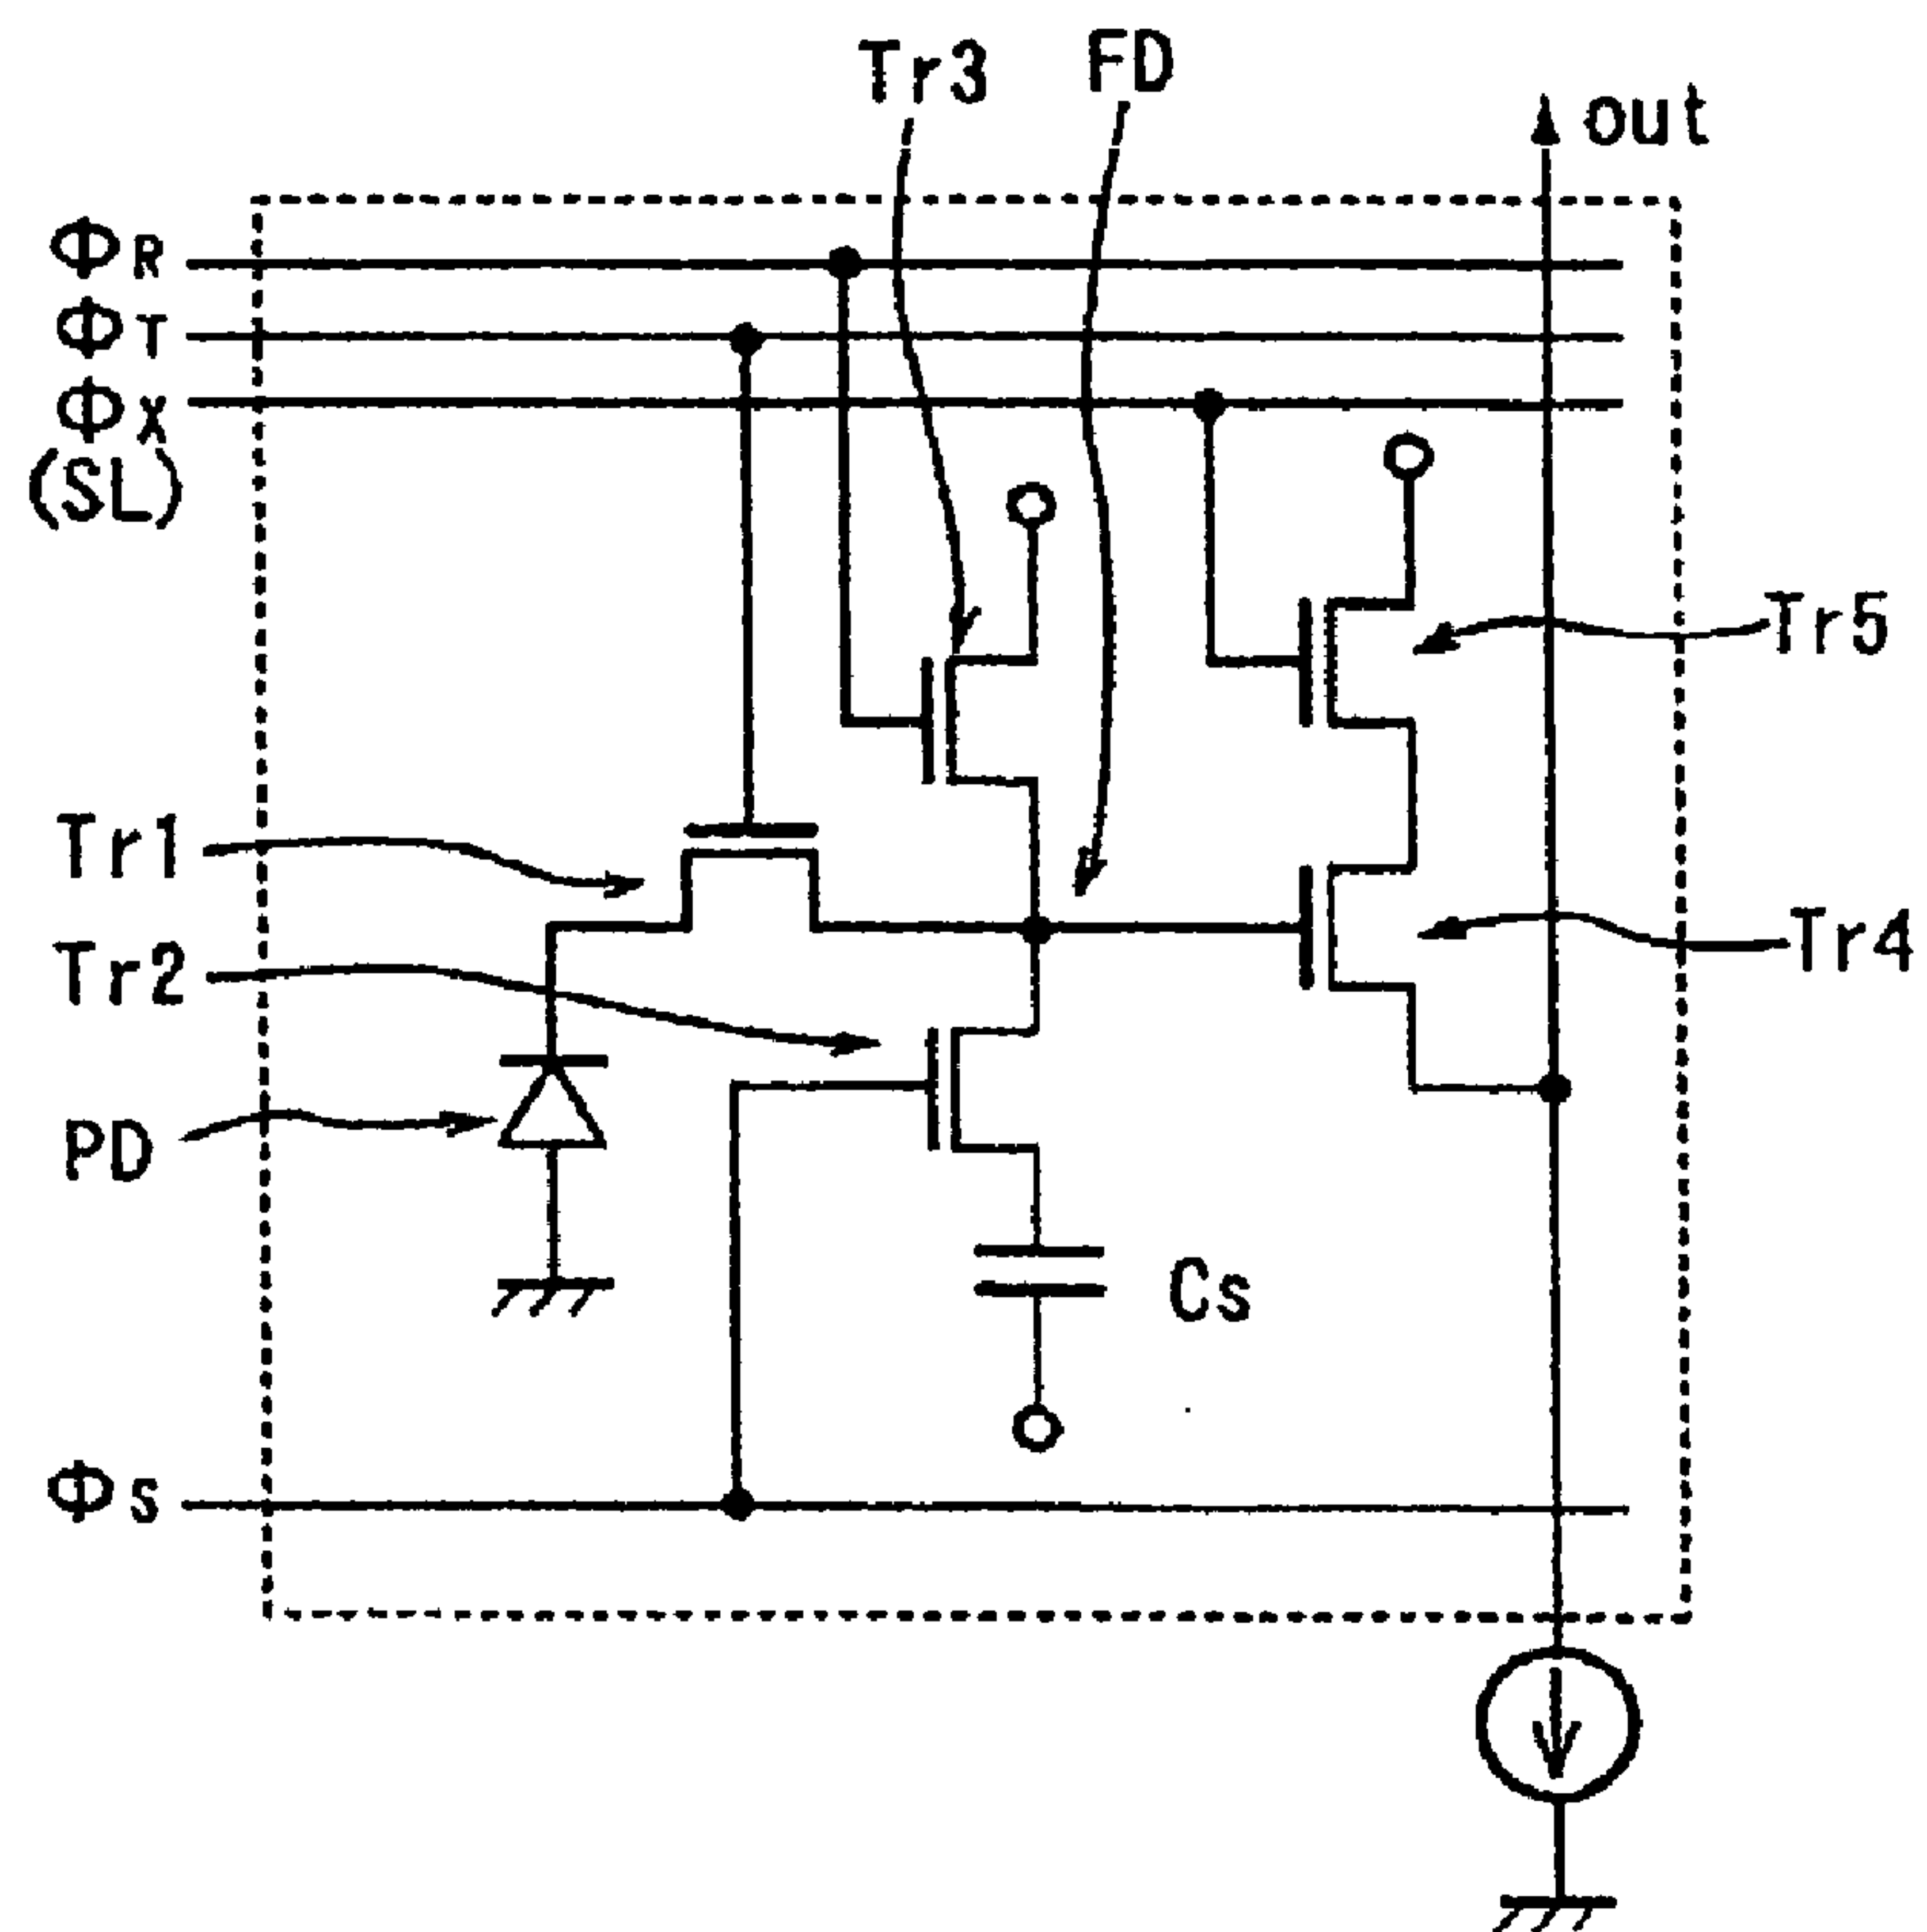 Tr3
FD
out
ΦR
ΦT
ΦX
(SL)
Tr5
Tr1
Tr2
Tr4
PD
Cs
Φs